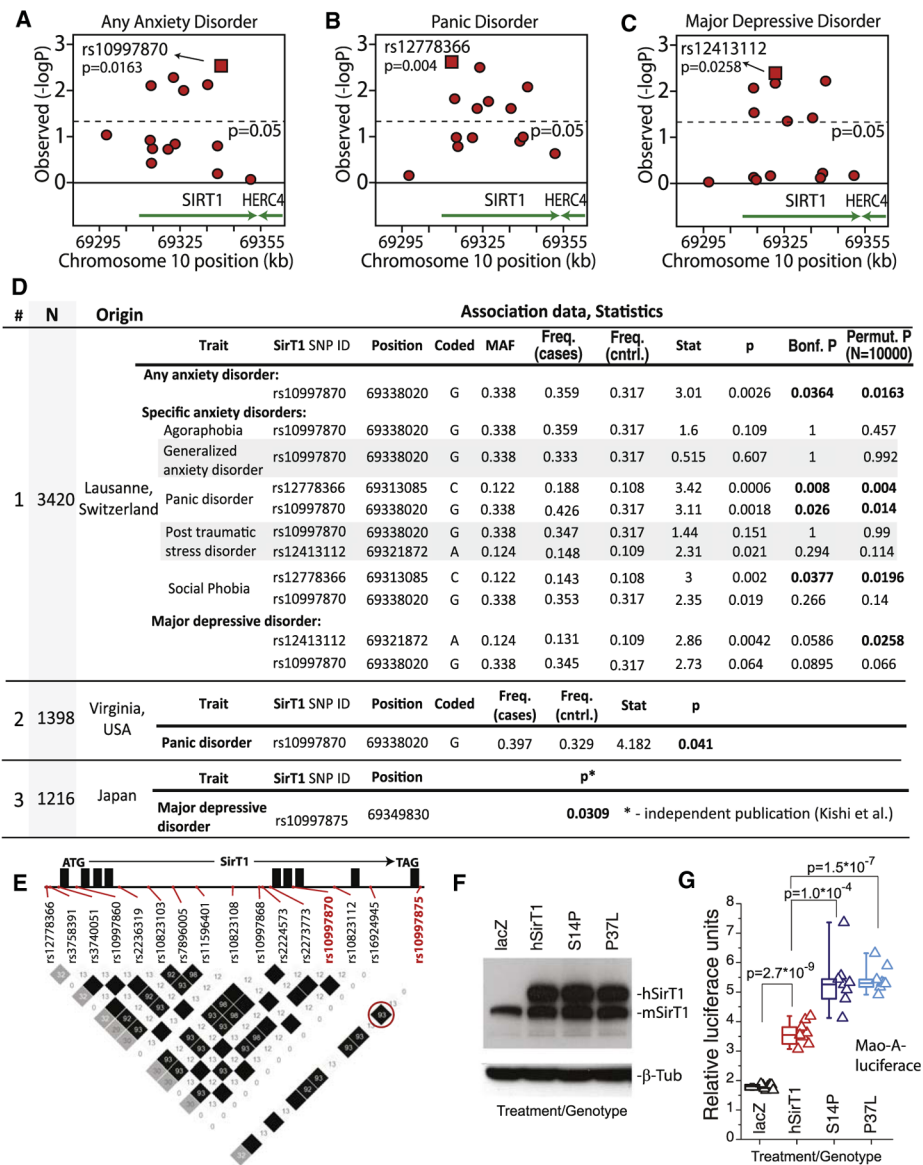 A Any Anxiety Disorder
Observed (-logP)
3
2
1
0
rs10997870
p=0.0163
p=0.05
SIRT1 HERC4
69295 69325 69355
Chromosome 10 position (kb)
B Panic Disorder
Observed (-logP)
3
2
1
0
rs12778366
p=0.004
p=0.05
SIRT1 HERC4
69295 69325 69355
Chromosome 10 position (kb)
C Major Depressive Disorder
Observed (-logP)
3
2
1
0
rs12413112
p=0.0258
p=0.05
SIRT1 HERC4
69295 69325 69355
Chromosome 10 position (kb)
D
# N Origin Association data, Statistics
Trait SirT1 SNP ID Position Coded MAF Freq. (cases) Freq. (cntrl.) Stat p Bonf. P Permut. P (N=10000)
1 3420 Lausanne, Switzerland
Any anxiety disorder:
rs10997870 69338020 G 0.338 0.359 0.317 3.01 0.0026 0.0364 0.0163
Specific anxiety disorders:
Agoraphobia rs10997870 69338020 G 0.338 0.359 0.317 1.6 0.109 1 0.457
Generalized anxiety disorder rs10997870 69338020 G 0.338 0.333 0.317 0.515 0.607 1 0.992
Panic disorder rs12778366 69313085 C 0.122 0.188 0.108 3.42 0.0006 0.008 0.004
rs10997870 69338020 G 0.338 0.426 0.317 3.11 0.0018 0.026 0.014
Post traumatic stress disorder rs10997870 69338020 G 0.338 0.347 0.317 1.44 0.151 1 0.99
rs12413112 69321872 A 0.124 0.148 0.109 2.31 0.021 0.294 0.114
Social Phobia rs12778366 69313085 C 0.122 0.143 0.108 3 0.002 0.0377 0.0196
rs10997870 69338020 G 0.338 0.353 0.317 2.35 0.019 0.266 0.14
Major depressive disorder:
rs12413112 69321872 A 0.124 0.131 0.109 2.86 0.0042 0.0586 0.0258
rs10997870 69338020 G 0.338 0.345 0.317 2.73 0.064 0.0895 0.066
2 1398 Virginia, USA
Trait SirT1 SNP ID Position Coded Freq. (cases) Freq. (cntrl.) Stat p
Panic disorder rs10997870 69338020 G 0.397 0.329 4.182 0.041
3 1216 Japan
Trait SirT1 SNP ID Position p*
Major depressive disorder rs10997875 69349830 0.0309 * - independent publication (Kishi et al.)
E
ATG SirT1 TAG
rs12778366
rs3758391
rs3740051
rs10997860
rs2236319
rs10823103
rs7896005
rs11596401
rs10823108
rs10997868
rs2224573
rs2273773
rs10997870
rs10823112
rs16924945
rs10997875
F
lacZ
hSirT1
S14P
P37L
-hSirT1
-mSirT1
-β-Tub
Treatment/Genotype
G
Relative luciferace units
8
7
6
5
4
3
2
1
0
p=1.5*10-7
p=1.0*10-4
p=2.7*10-9
Mao-A-
luciferace
lacZ
hSirT1
S14P
P37L
Treatment/Genotype